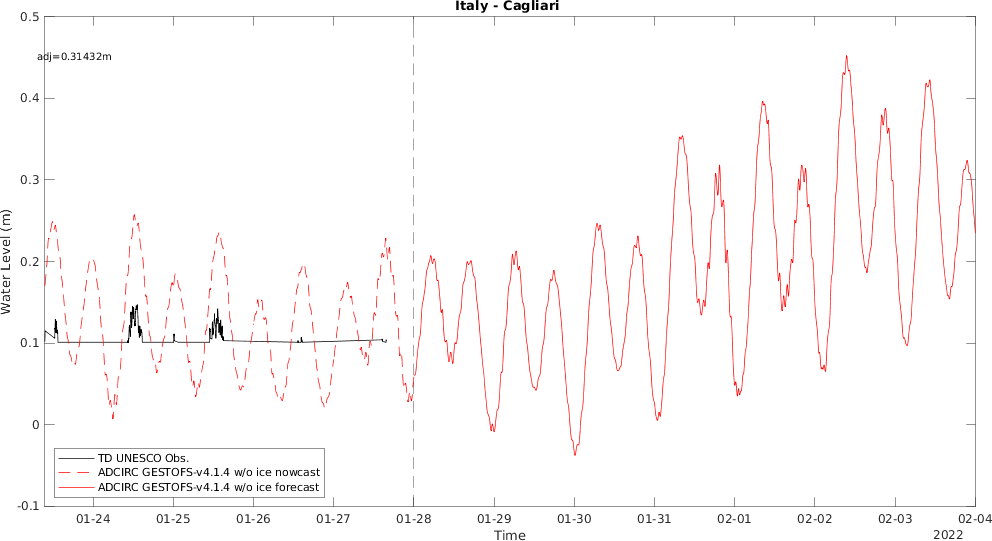 Italy - Cagliari
adj=0.31432m
0.5
0.4
0.3
0.2
0.1
0
-0.1
Water Level (m)
TD UNESCO Obs.
ADCIRC GESTOFS-v4.1.4 w/o ice nowcast
ADCIRC GESTOFS-v4.1.4 w/o ice forecast
01-24 01-25 01-26 01-27 01-28 01-29 01-30 01-31 02-01 02-02 02-03 02-04
Time
2022